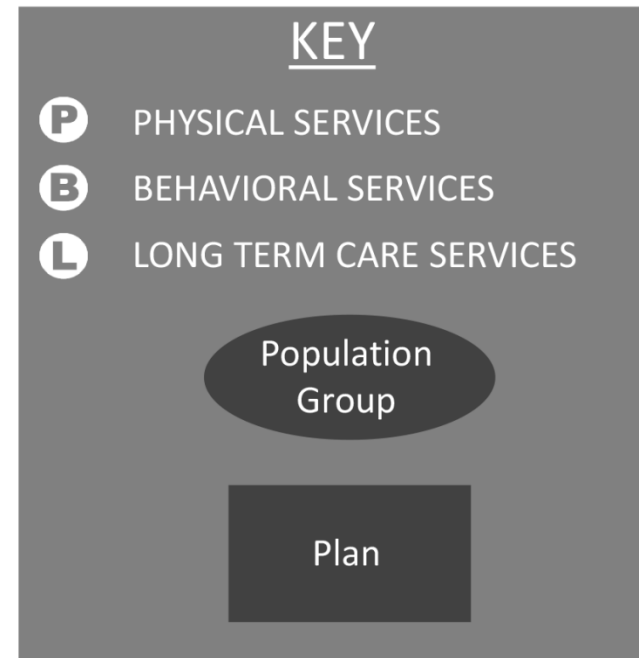 KEY
P PHYSICAL SERVICES
B BEHAVIORAL SERVICES
L LONG TERM CARE SERVICES
Population
Group
Plan